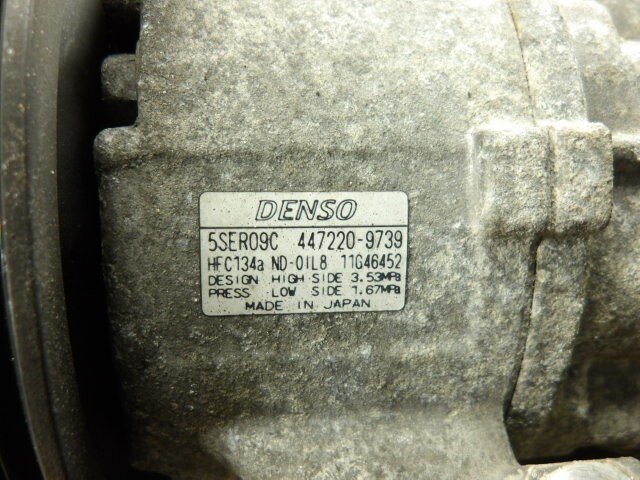 DENSO
5SER09C 447220-9739
HFC134a ND-OIL8 11G46452
DESIGN HIGH SIDE 3.53MPa
PRESS LOW SIDE 1.67MPa
MADE IN JAPAN